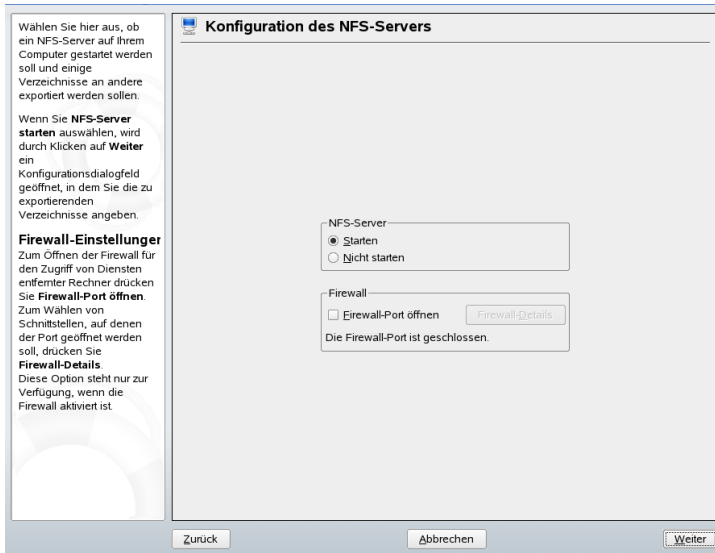 Wählen Sie hier aus, ob
ein NFS-Server auf Ihrem
Computer gestartet werden
soll und einige
Verzeichnisse an andere
exportiert werden sollen.
Wenn Sie NFS-Server
starten auswählen, wird
durch Klicken auf Weiter
ein
Konfigurationsdialogfeld
geöffnet, in dem Sie die zu
exportierenden
Verzeichnisse angeben.
Firewall-Einstellungen
Zum Öffnen der Firewall für
den Zugriff von Diensten
entfernter Rechner drücken
Sie Firewall-Port öffnen.
Zum Wählen von
Schnittstellen, auf denen
der Port geöffnet werden
soll, drücken Sie
Firewall-Details.
Diese Option steht nur zur
Verfügung, wenn die
Firewall aktiviert ist.
Konfiguration des NFS-Servers
NFS-Server
Starten
Nicht starten
Firewall
Firewall-Port öffnen
Firewall-Details
Die Firewall-Port ist geschlossen.
Zurück
Abbrechen
Weiter